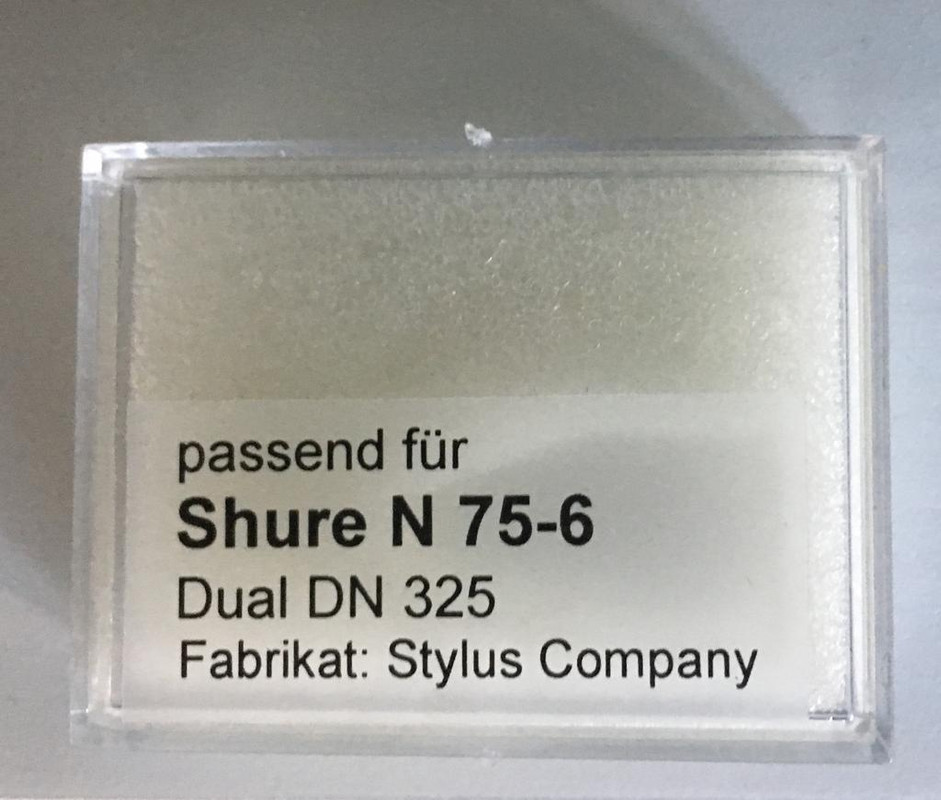 passend für
Shure N 75-6
Dual DN 325
Fabrikat: Stylus Company